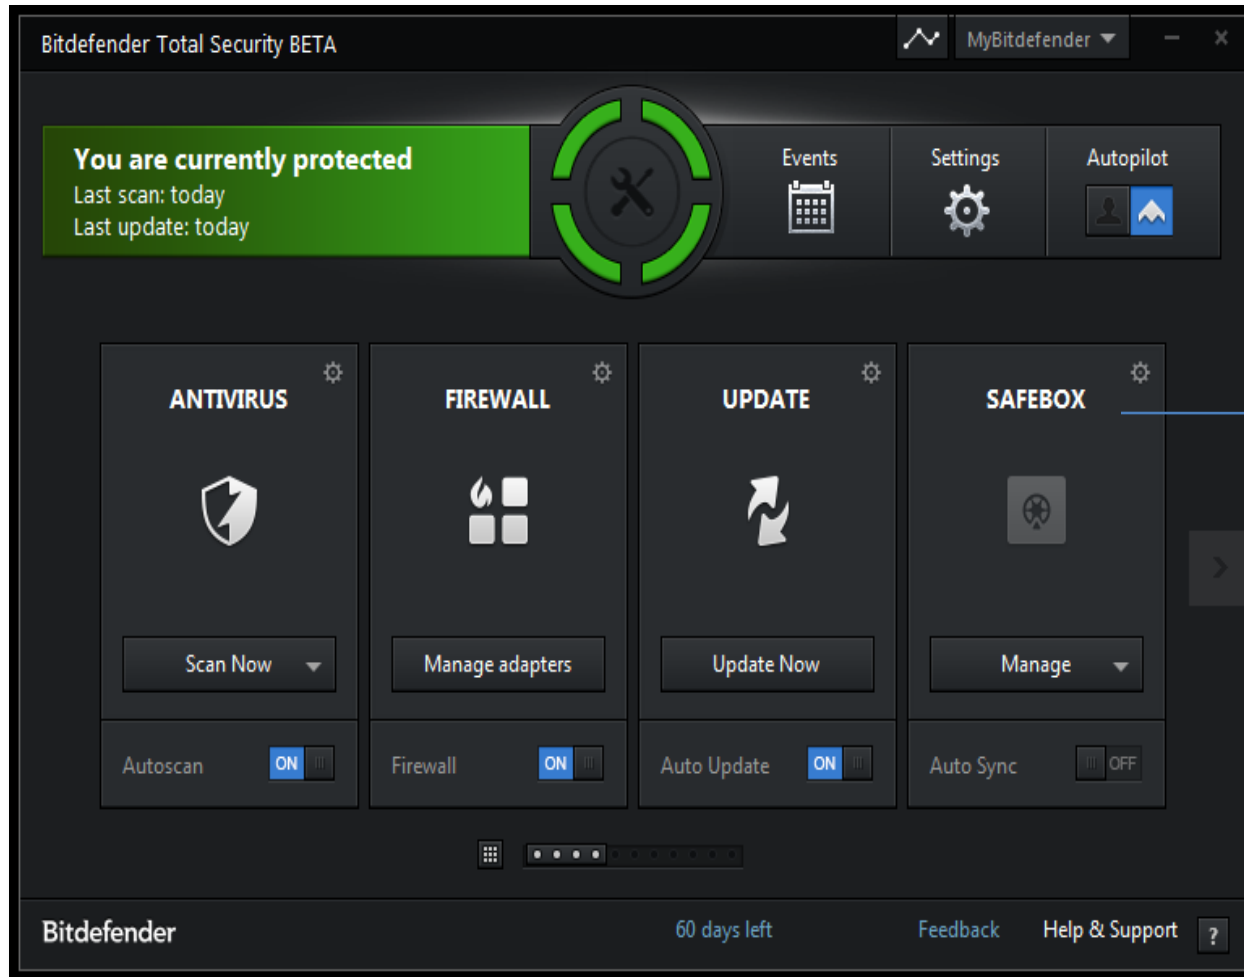 Bitdefender Total Security BETA
MyBitdefender
You are currently protected
Last scan: today
Last update: today
Events
Settings
Autopilot
ANTIVIRUS
FIREWALL
UPDATE
SAFEBOX
Scan Now
Manage adapters
Update Now
Manage
Autoscan
ON
Firewall
ON
Auto Update
ON
Auto Sync
OFF
Bitdefender
60 days left
Feedback
Help & Support
?